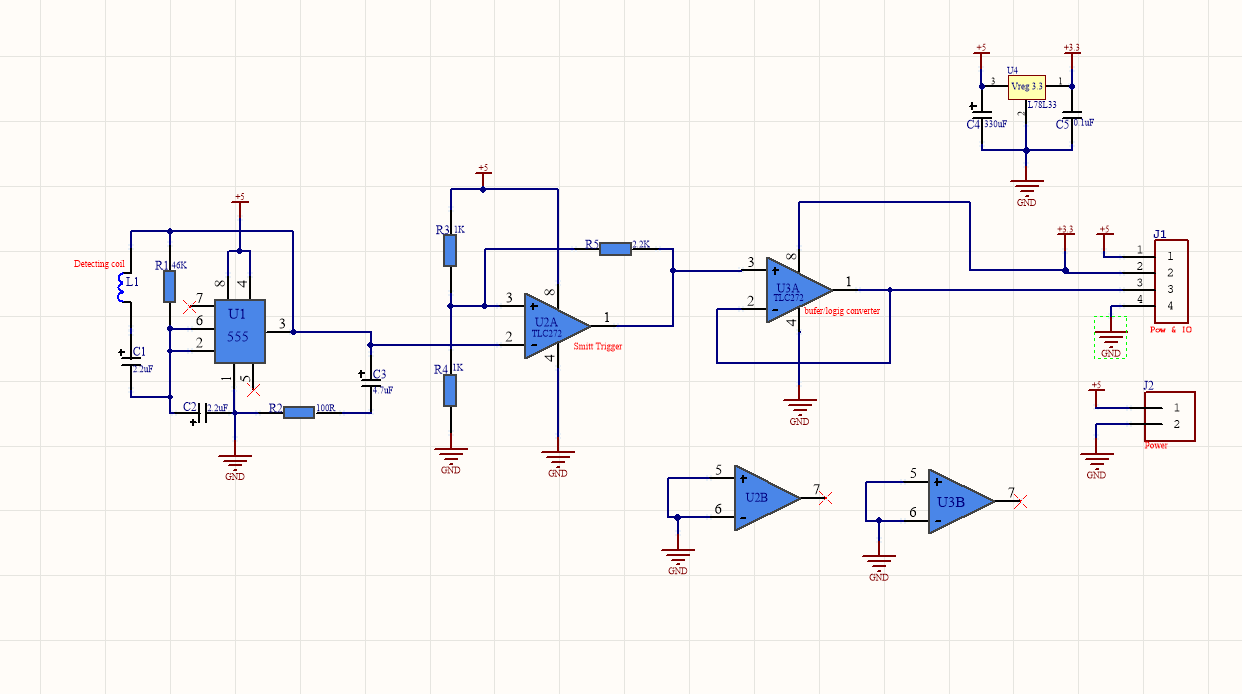 +5
+3.3
U4
3
Vreg 3.3
1
L78L33
2
C4
330uF
C5
0.1uF
GND
+5
Detecting coil
L1
R1
46K
8
4
7
U1
6
555
3
2
1
5
C1
2.2uF
C2
2.2uF
R2
100R
C3
4.7uF
GND
+5
R3
1K
R5
2.2K
8
3
U2A
TLC272
1
2
Smitt Trigger
4
R4
1K
GND
GND
8
3
U3A
TLC272
1
2
bufer/logig converter
4
GND
+3.3
+5
J1
1 1
2 2
3 3
4 4
Pow & IO
GND
+5
J2
1
2
Power
GND
5
U2B
7
6
GND
5
U3B
7
6
GND